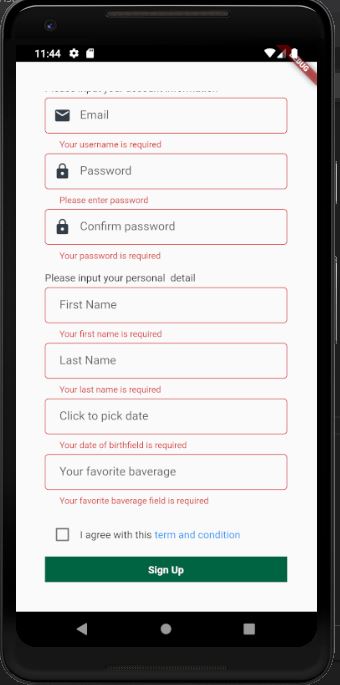 11:44
Please input your account information
Email
Your username is required
Password
Please enter password
Confirm password
Your password is required
Please input your personal detail
First Name
Your first name is required
Last Name
Your last name is required
Click to pick date
Your date of birthfield is required
Your favorite baverage
Your favorite baverage field is required
I agree with this term and condition
Sign Up